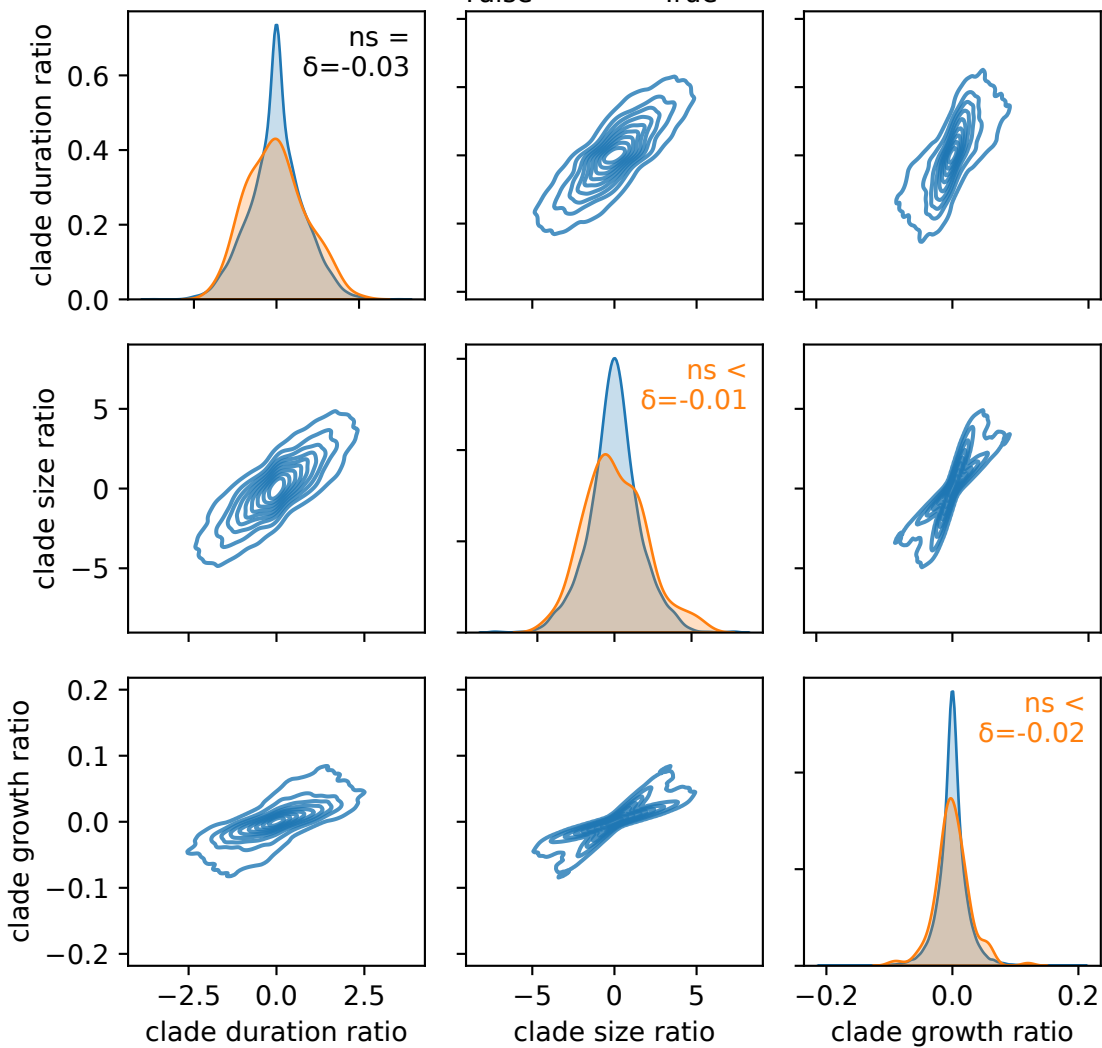 clade duration ratio
0.6
0.4
0.2
0.0
ns =
δ=-0.03
clade size ratio
5
0
−5
ns <
δ=-0.01
clade growth ratio
0.2
0.1
0.0
−0.1
−0.2
ns <
δ=-0.02
−2.5 0.0 2.5
−5 0 5
−0.2 0.0 0.2
clade duration ratio
clade size ratio
clade growth ratio